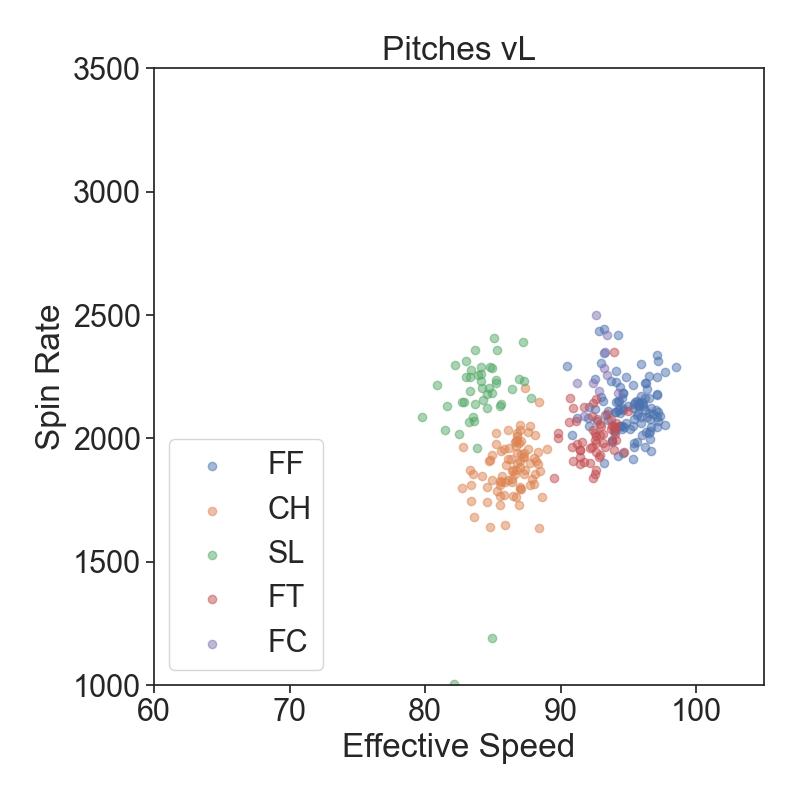 Pitches vL
3500
3000
2500
2000
1500
1000
Spin Rate
FF
CH
SL
FT
FC
60 70 80 90 100
Effective Speed